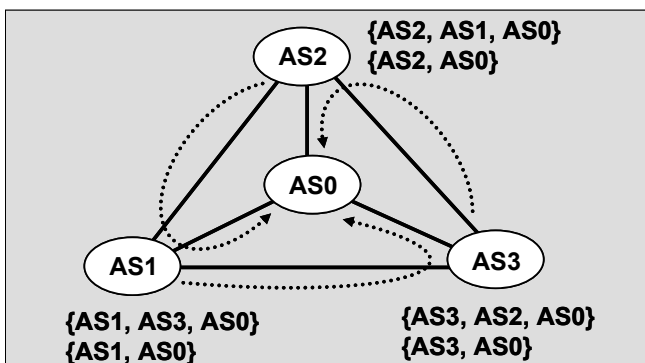 {AS2, AS1, AS0}
AS2
{AS2, AS0}
AS0
AS1
AS3
{AS1, AS3, AS0}
{AS3, AS2, AS0}
{AS1, AS0}
{AS3, AS0}